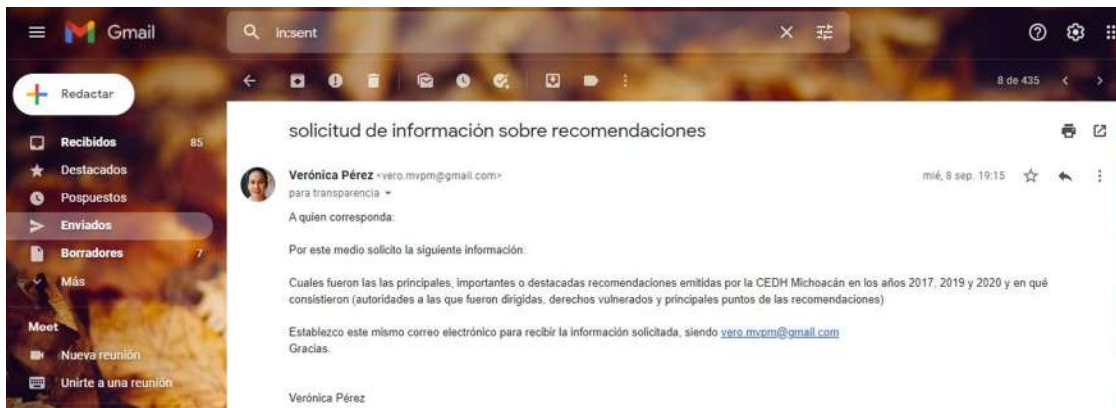 Gmail
in:sent
Redactar
8 de 435
Recibidos 85
Destacados
Pospuestos
Enviados
Borradores 7
Más
Meet
Nueva reunión
Unirte a una reunión
solicitud de información sobre recomendaciones
Verónica Pérez <vero.mvpm@gmail.com>
mié, 8 sep. 19:15
para transparencia
A quien corresponda:
Por este medio solicito la siguiente información:
Cuales fueron las las principales, importantes o destacadas recomendaciones emitidas por la CEDH Michoacán en los años 2017, 2019 y 2020 y en qué
consistieron (autoridades a las que fueron dirigidas, derechos vulnerados y principales puntos de las recomendaciones)
Establezco este mismo correo electrónico para recibir la información solicitada, siendo vero.mvpm@gmail.com
Gracias.
Verónica Pérez